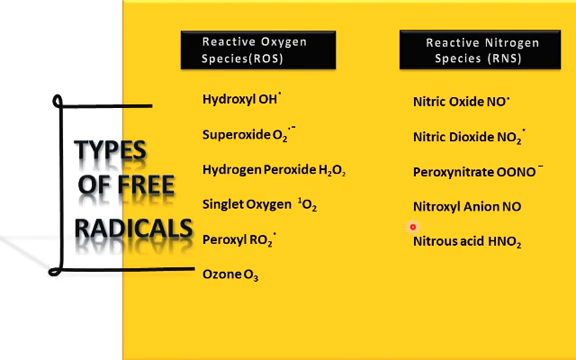 Reactive Oxygen
Species(ROS)
Hydroxyl OH˙
Superoxide O₂˙⁻
Hydrogen Peroxide H₂O₂
Singlet Oxygen ¹O₂
Peroxyl RO₂˙
Ozone O₃
Reactive Nitrogen
Species (RNS)
Nitric Oxide NO˙
Nitric Dioxide NO₂˙
Peroxynitrate OONO⁻
Nitroxyl Anion NO
Nitrous acid HNO₂
TYPES
OF FREE
RADICALS